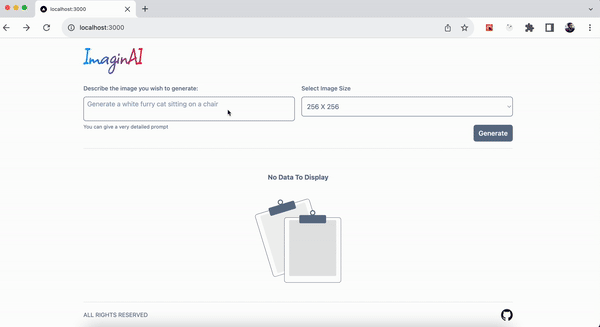 localhost:3000
localhost:3000
ImaginAI
Describe the image you wish to generate:
Select Image Size
Generate a white furry cat sitting on a chair
256 X 256
You can give a very detailed prompt
Generate
No Data To Display
ALL RIGHTS RESERVED